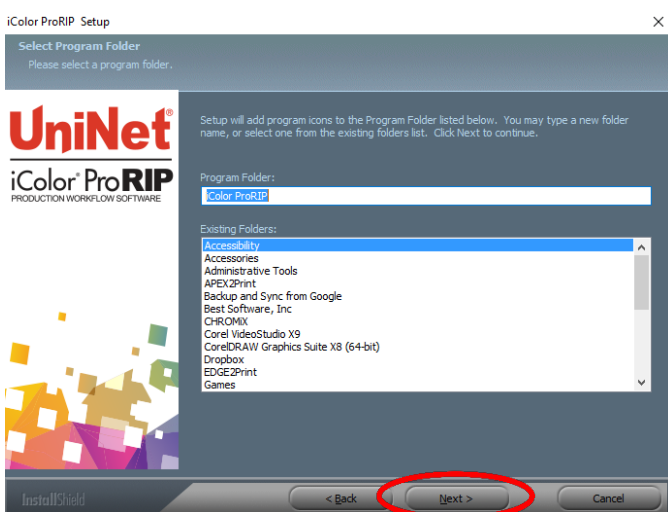 iColor ProRIP Setup
Select Program Folder
Please select a program folder.
UniNet®
iColor® ProRIP
PRODUCTION WORKFLOW SOFTWARE
Setup will add program icons to the Program Folder listed below. You may type a new folder
name, or select one from the existing folders list. Click Next to continue.
Program Folder:
iColor ProRIP
Existing Folders:
Accessibility
Accessories
Administrative Tools
APEX2Print
Backup and Sync from Google
Best Software, Inc
CHROMiX
Corel VideoStudio X9
CorelDRAW Graphics Suite X8 (64-bit)
Dropbox
EDGE2Print
Games
InstallShield
< Back
Next >
Cancel